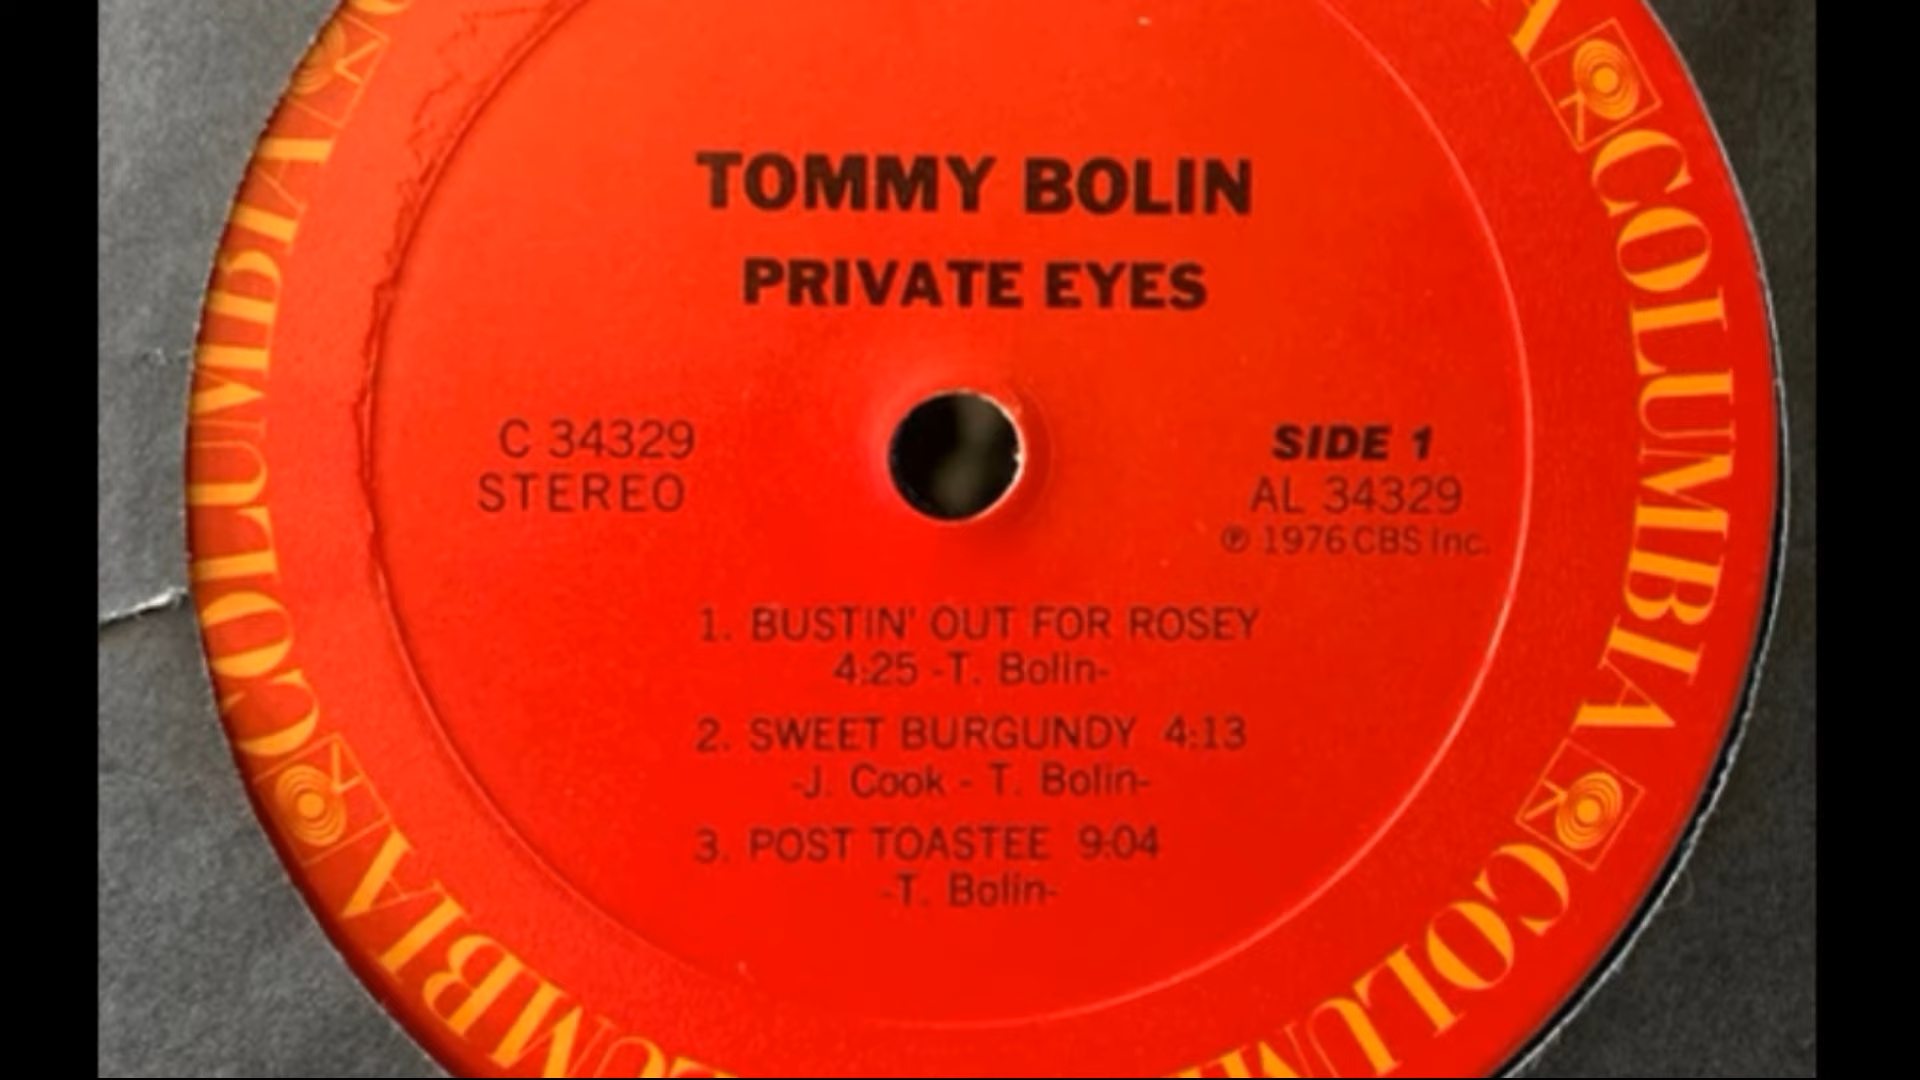 TOMMY BOLIN
PRIVATE EYES
C 34329
STEREO
SIDE 1
AL 34329
℗ 1976 CBS Inc.
1. BUSTIN' OUT FOR ROSEY
4:25 -T. Bolin-
2. SWEET BURGUNDY 4:13
-J. Cook - T. Bolin-
3. POST TOASTEE 9:04
-T. Bolin-
COLUMBIA
COLUMBIA
COLUMBIA